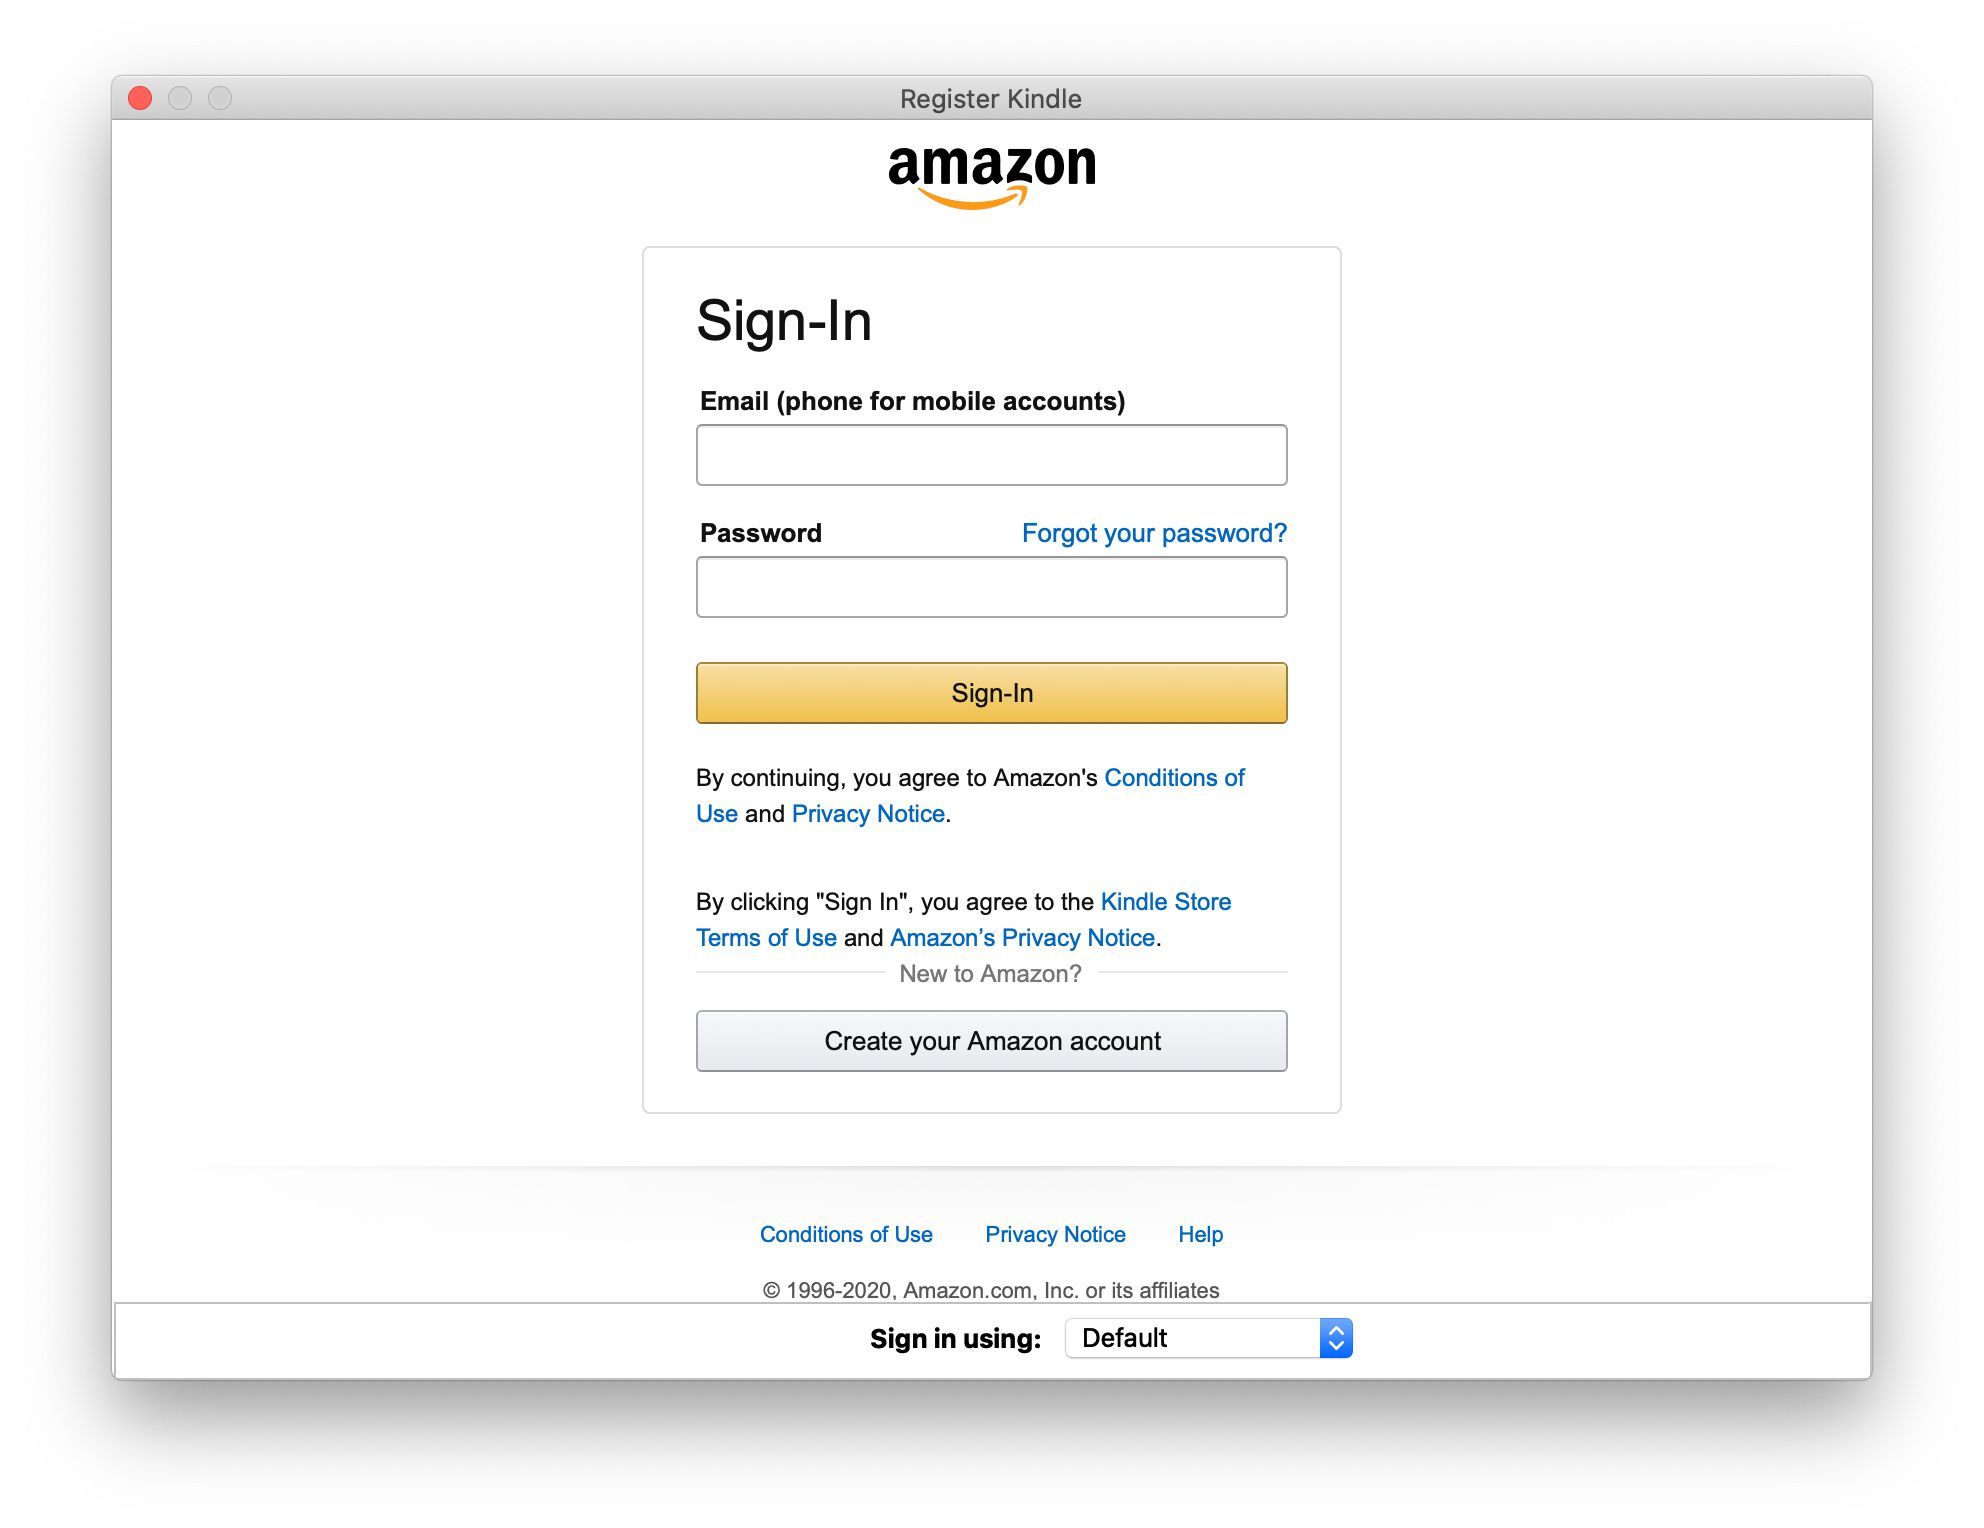 Register Kindle
amazon
Sign-In
Email (phone for mobile accounts)
Password Forgot your password?
Sign-In
By continuing, you agree to Amazon's Conditions of
Use and Privacy Notice.
By clicking "Sign In", you agree to the Kindle Store
Terms of Use and Amazon’s Privacy Notice.
New to Amazon?
Create your Amazon account
Conditions of Use Privacy Notice Help
© 1996-2020, Amazon.com, Inc. or its affiliates
Sign in using: Default